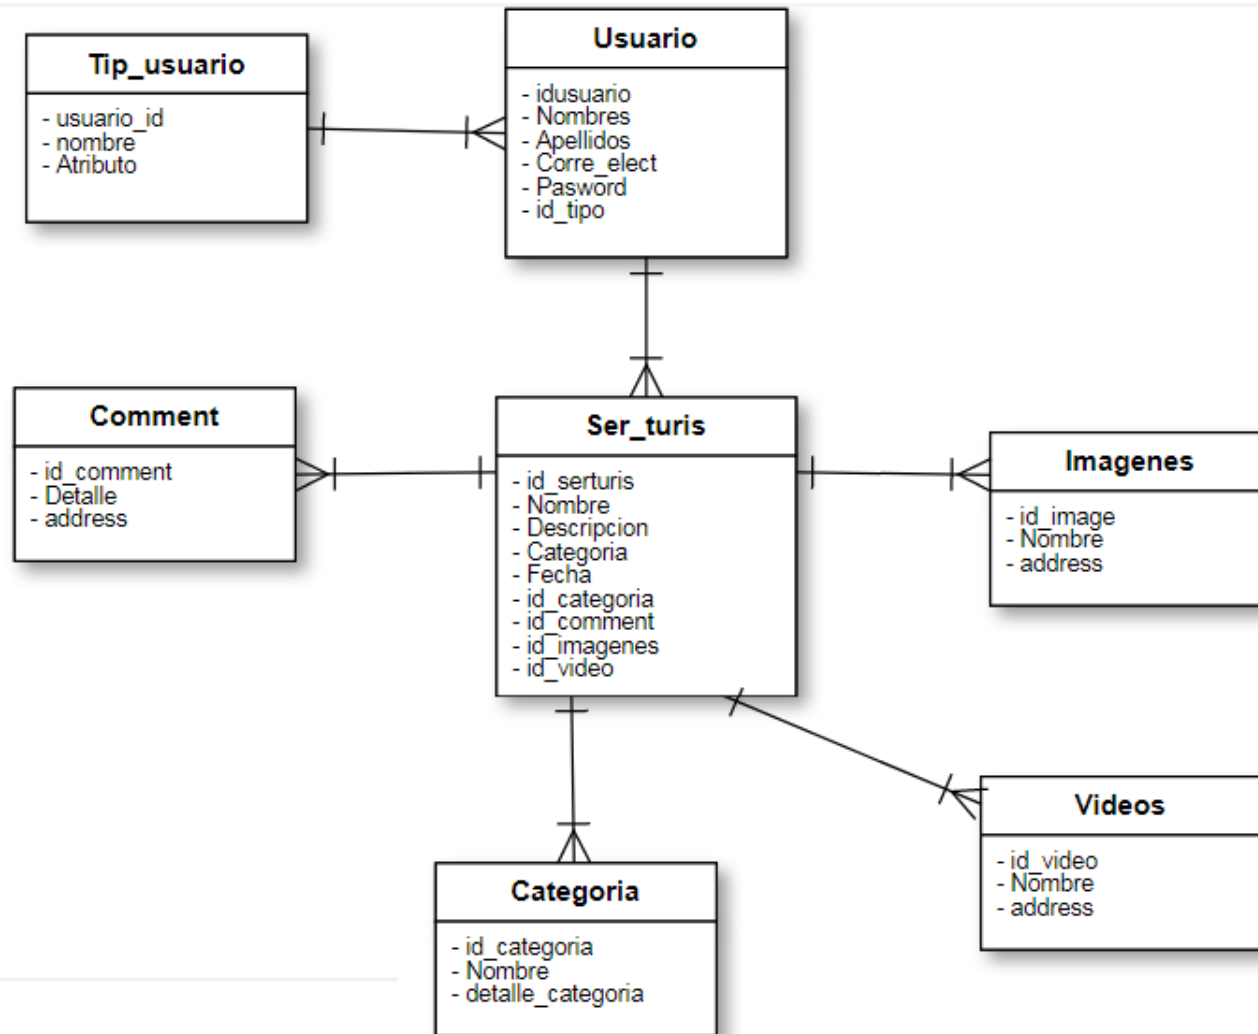 Tip_usuario
- usuario_id
- nombre
- Atributo
Usuario
- idusuario
- Nombres
- Apellidos
- Corre_elect
- Pasword
- id_tipo
Comment
- id_comment
- Detalle
- address
Ser_turis
- id_serturis
- Nombre
- Descripcion
- Categoria
- Fecha
- id_categoria
- id_comment
- id_imagenes
- id_video
Imagenes
- id_image
- Nombre
- address
Videos
- id_video
- Nombre
- address
Categoria
- id_categoria
- Nombre
- detalle_categoria